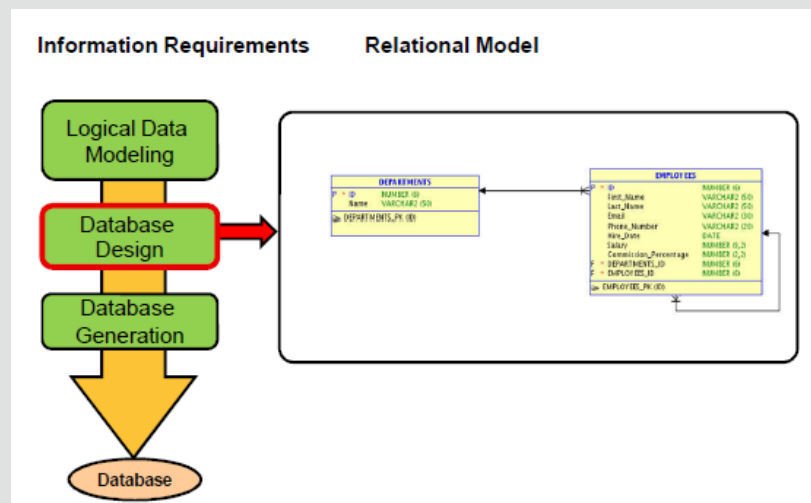 Information Requirements Relational Model
Logical Data
Modeling
Database
Design
Database
Generation
Database
DEPARTMENTS
P * ID NUMBER (6)
Name VARCHAR2 (50)
DEPARTMENTS_PK (ID)
EMPLOYEES
P * ID NUMBER (6)
First_Name VARCHAR2 (50)
Last_Name VARCHAR2 (50)
Email VARCHAR2 (30)
Phone_Number VARCHAR2 (20)
Hire_Date DATE
Salary NUMBER
Commission_Percentage NUMBER (2,2)
F * DEPARTMENTS_ID NUMBER (6)
F * EMPLOYEES_ID NUMBER (6)
EMPLOYEES_PK (ID)